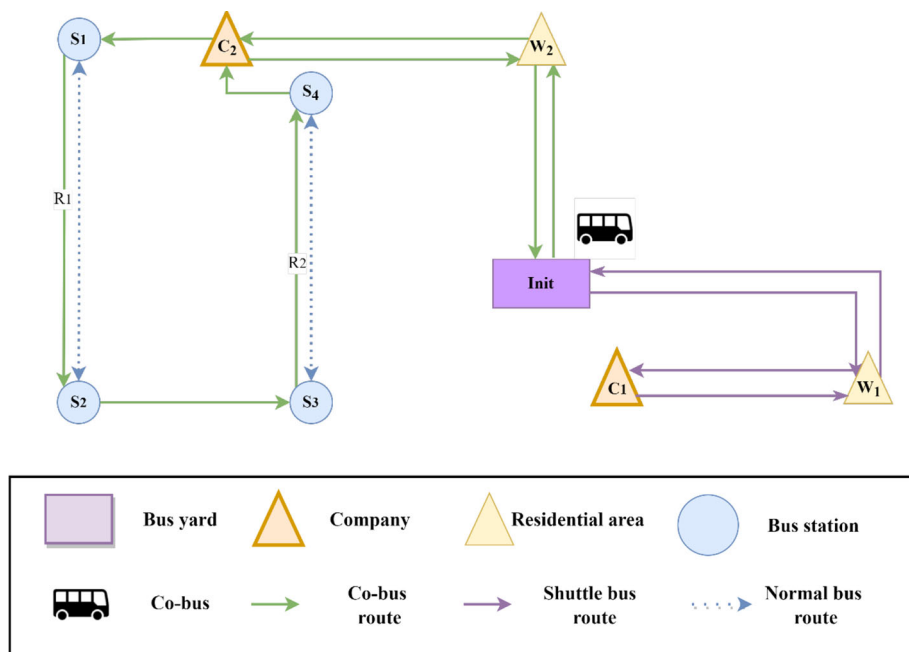 S1
C2
W2
S4
R1
R2
Init
C1
W1
S2
S3
Bus yard
Company
Residential area
Bus station
Co-bus
Co-bus
route
Shuttle bus
route
Normal bus
route